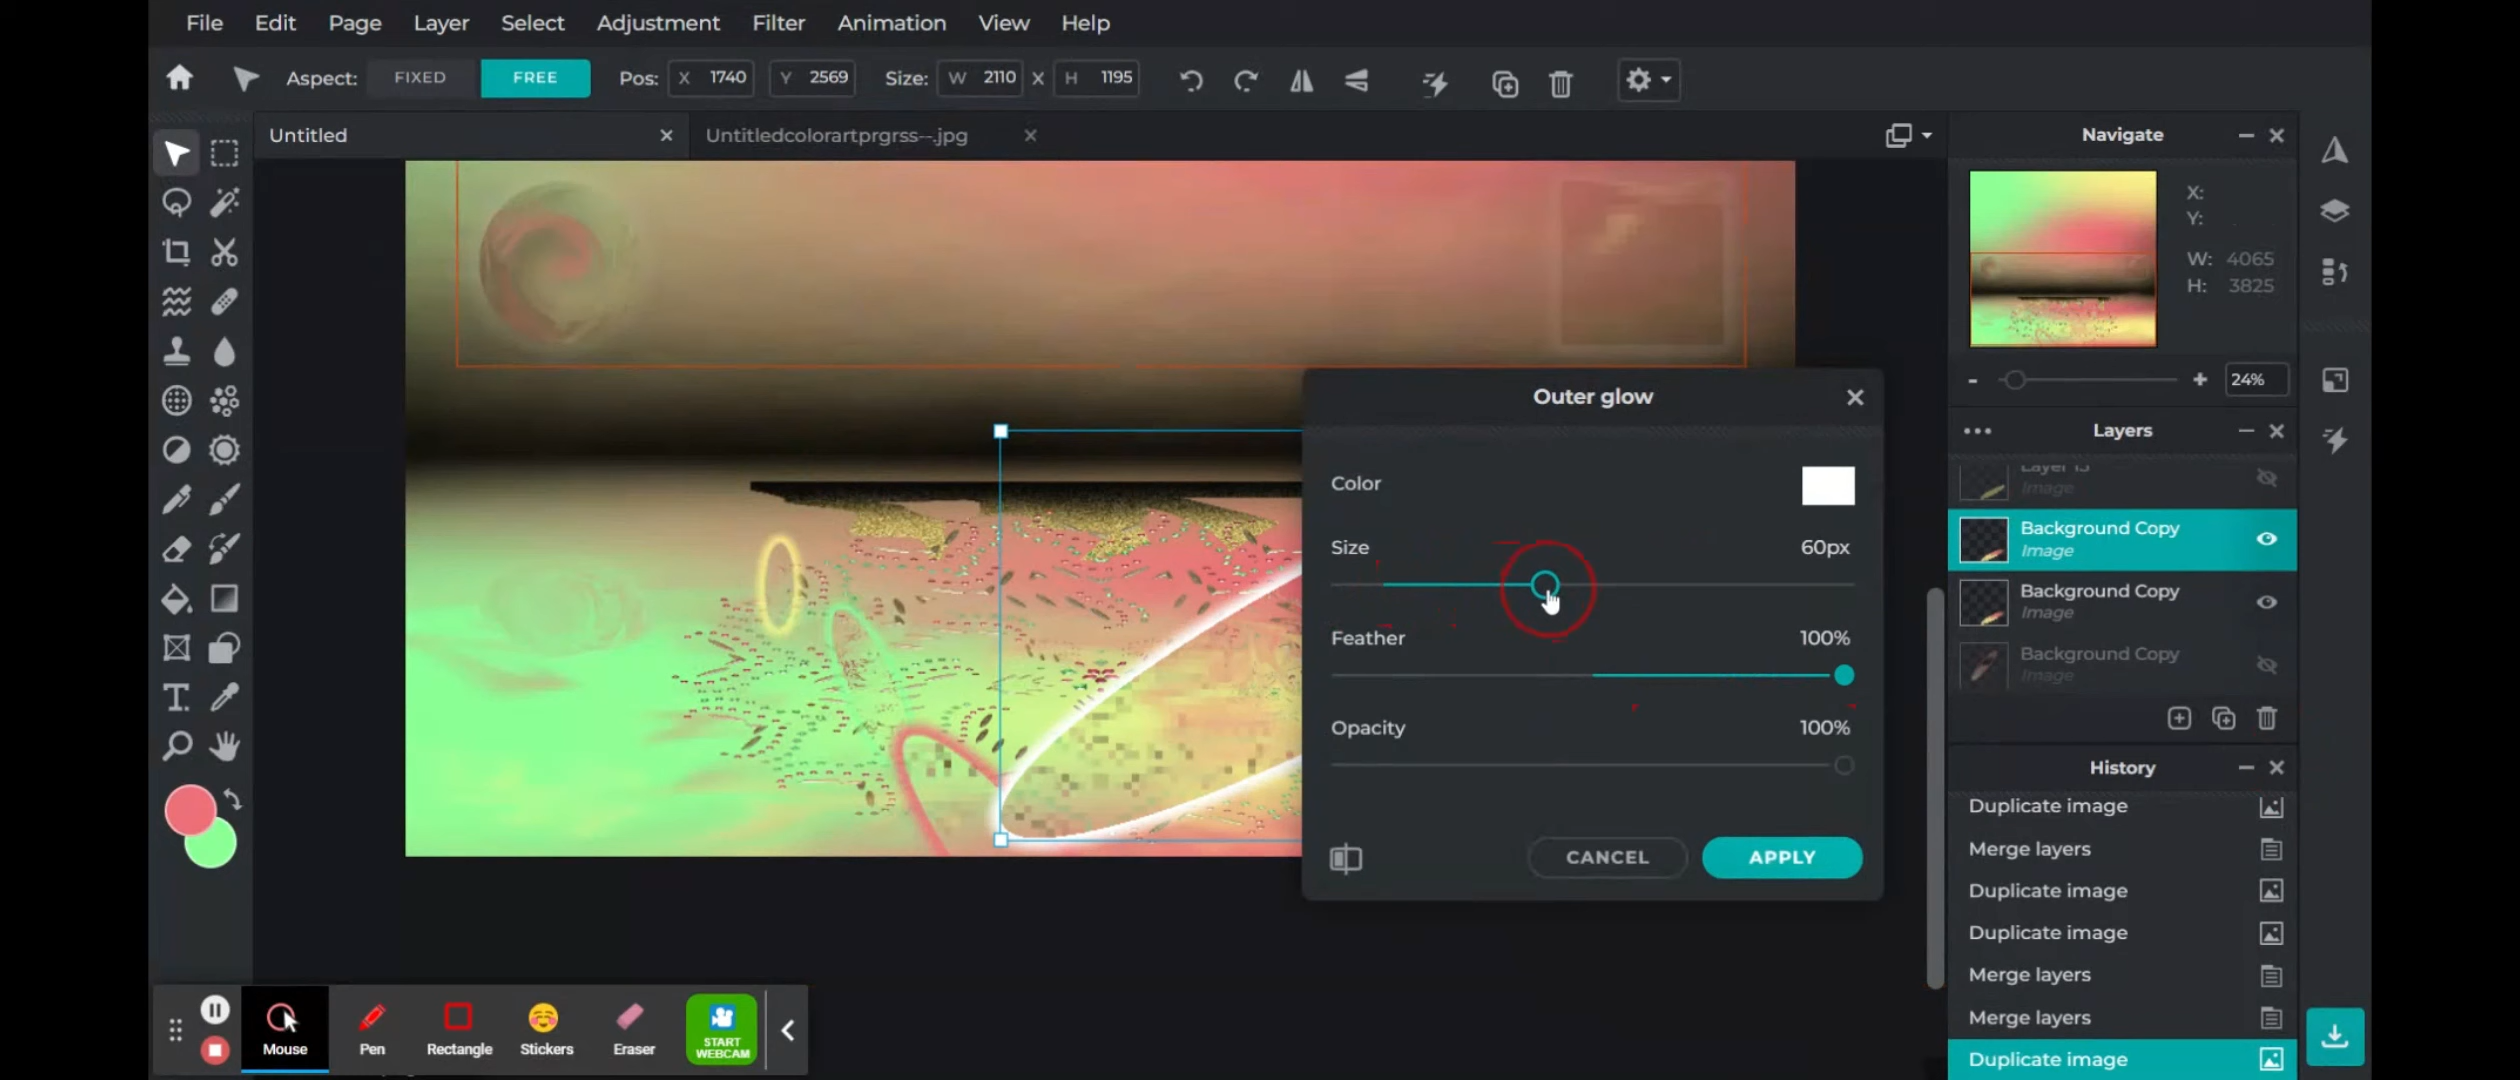 File Edit Page Layer Select Adjustment Filter Animation View Help
Aspect: FIXED FREE Pos: X 1740 Y 2569 Size: W 2110 X H 1195
Untitled
Untitledcolorartprgrss--.jpg
Navigate
X:
Y:
W: 4065
H: 3825
- + 24%
Layers
Layer 13
Image
Background Copy
Image
Background Copy
Image
Background Copy
Image
History
Duplicate image
Merge layers
Duplicate image
Duplicate image
Merge layers
Merge layers
Duplicate image
Outer glow
Color
Size 60px
Feather 100%
Opacity 100%
CANCEL APPLY
Mouse Pen Rectangle Stickers Eraser START
WEBCAM